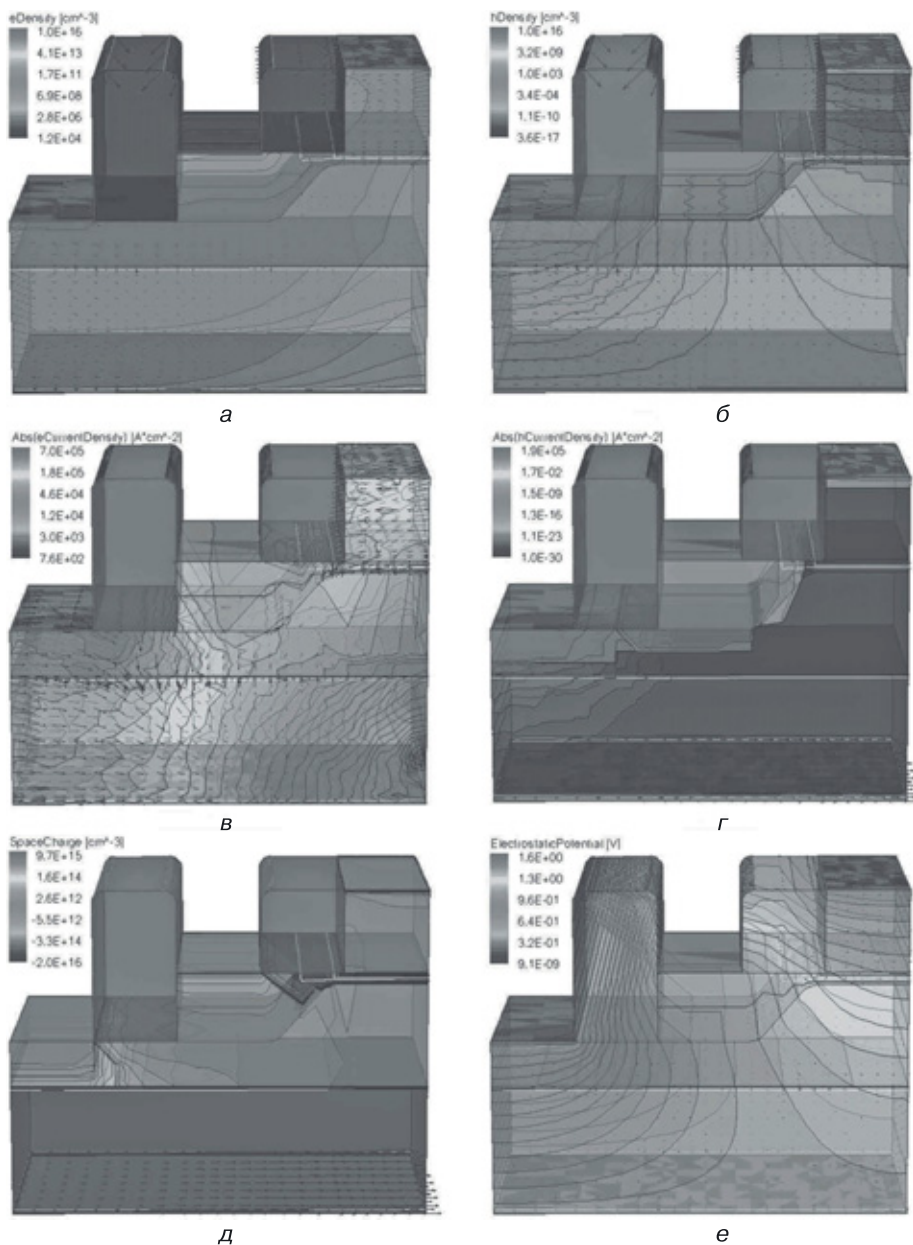 eDensity [cm^-3]
1.0E+16
4.1E+13
1.7E+11
6.9E+08
2.8E+06
1.2E+04
а
hDensity [cm^-3]
1.0E+16
3.2E+09
1.0E+03
3.4E-04
1.1E-10
3.6E-17
б
Abs(eCurrentDensity) [A*cm^-2]
7.0E+05
1.8E+05
4.6E+04
1.2E+04
3.0E+03
7.6E+02
в
Abs(hCurrentDensity) [A*cm^-2]
1.9E+05
1.7E-02
1.5E-09
1.3E-16
1.1E-23
1.0E-30
г
SpaceCharge [cm^-3]
9.7E+15
1.6E+14
2.6E+12
-5.5E+12
-3.3E+14
-2.0E+16
д
ElectrostaticPotential [V]
1.6E+00
1.3E+00
9.6E-01
6.4E-01
3.2E-01
9.1E-09
е